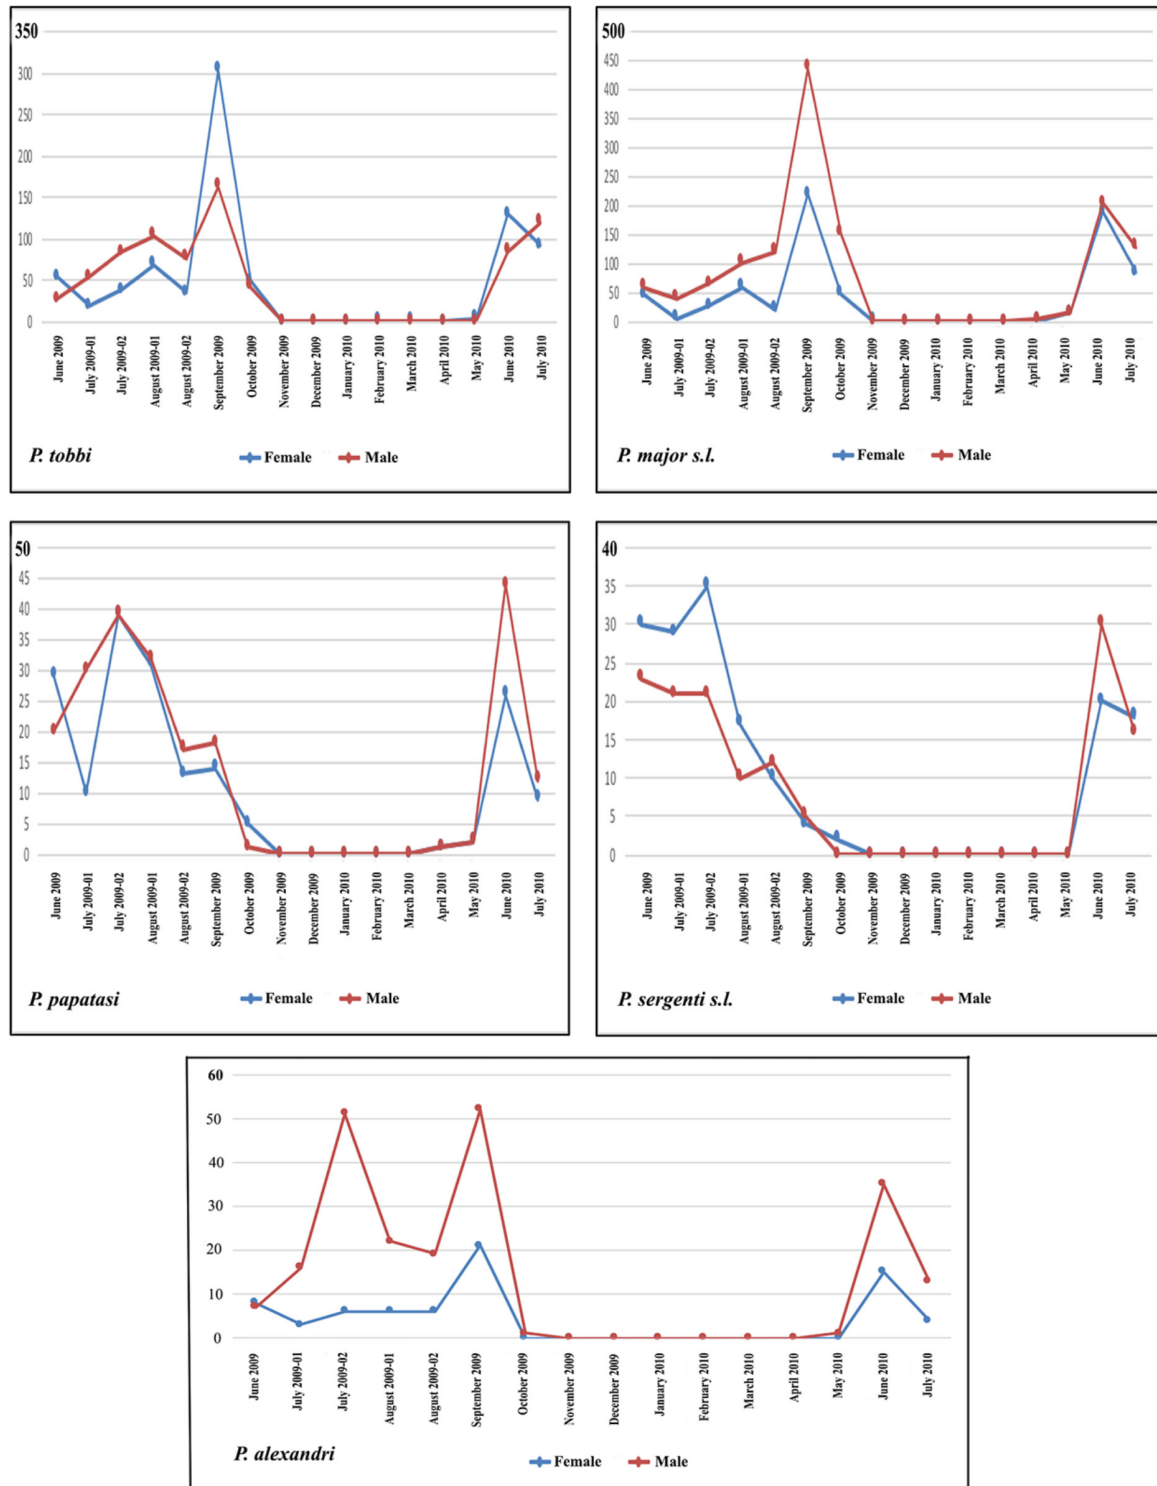 350
300
250
200
150
100
50
0
June 2009
July 2009-01
July 2009-02
August 2009-01
August 2009-02
September 2009
October 2009
November 2009
December 2009
January 2010
February 2010
March 2010
April 2010
May 2010
June 2010
July 2010
P. tobbi
Female Male
500
450
400
350
300
250
200
150
100
50
0
June 2009
July 2009-01
July 2009-02
August 2009-01
August 2009-02
September 2009
October 2009
November 2009
December 2009
January 2010
February 2010
March 2010
April 2010
May 2010
June 2010
July 2010
P. major s.l.
Female Male
50
45
40
35
30
25
20
15
10
5
0
June 2009
July 2009-01
July 2009-02
August 2009-01
August 2009-02
September 2009
October 2009
November 2009
December 2009
January 2010
February 2010
March 2010
April 2010
May 2010
June 2010
July 2010
P. papatasi
Female Male
40
35
30
25
20
15
10
5
0
June 2009
July 2009-01
July 2009-02
August 2009-01
August 2009-02
September 2009
October 2009
November 2009
December 2009
January 2010
February 2010
March 2010
April 2010
May 2010
June 2010
July 2010
P. sergenti s.l.
Female Male
60
50
40
30
20
10
0
June 2009
July 2009-01
July 2009-02
August 2009-01
August 2009-02
September 2009
October 2009
November 2009
December 2009
January 2010
February 2010
March 2010
April 2010
May 2010
June 2010
July 2010
P. alexandri
Female Male